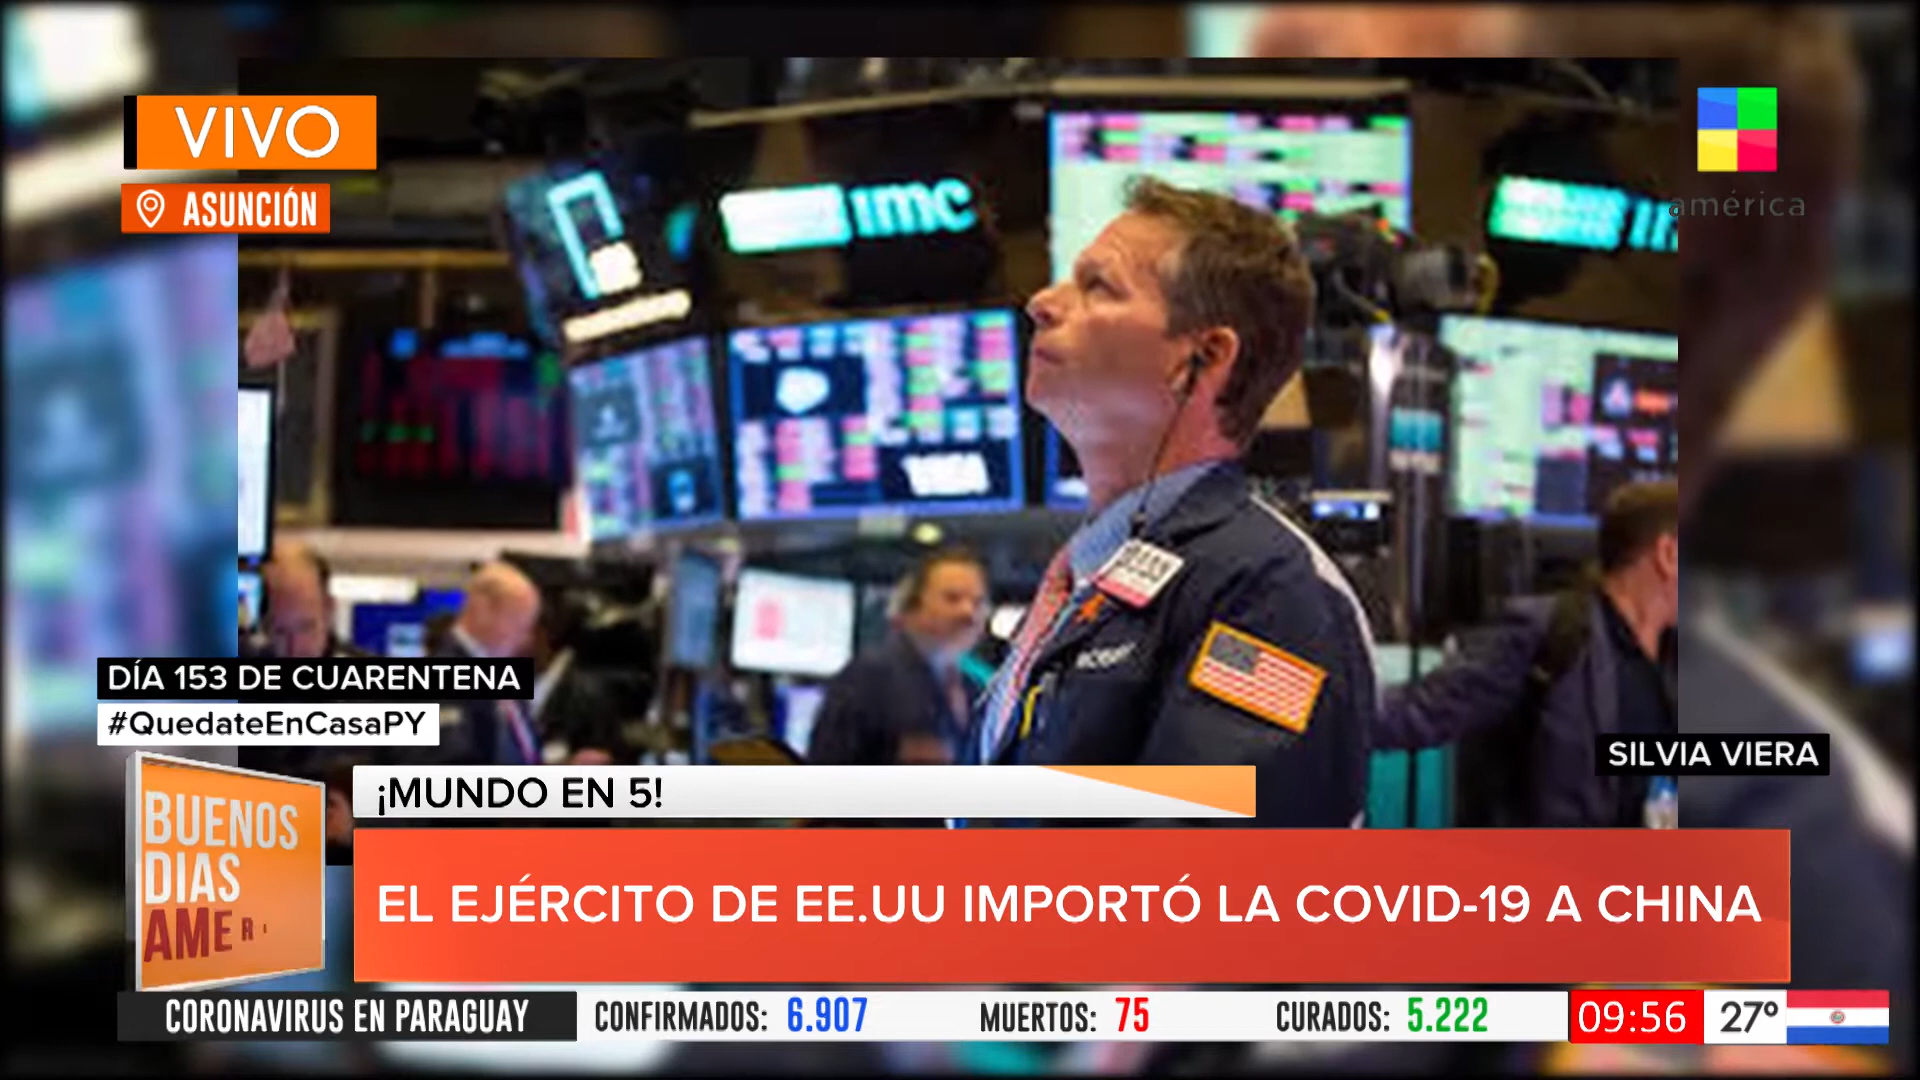 VIVO
ASUNCIÓN
imc
américa
DÍA 153 DE CUARENTENA
#QuedateEnCasaPY
SILVIA VIERA
¡MUNDO EN 5!
BUENOS
DIAS
AMER
EL EJÉRCITO DE EE.UU IMPORTÓ LA COVID-19 A CHINA
CORONAVIRUS EN PARAGUAY
CONFIRMADOS: 6.907
MUERTOS: 75
CURADOS: 5.222
09:56
27º